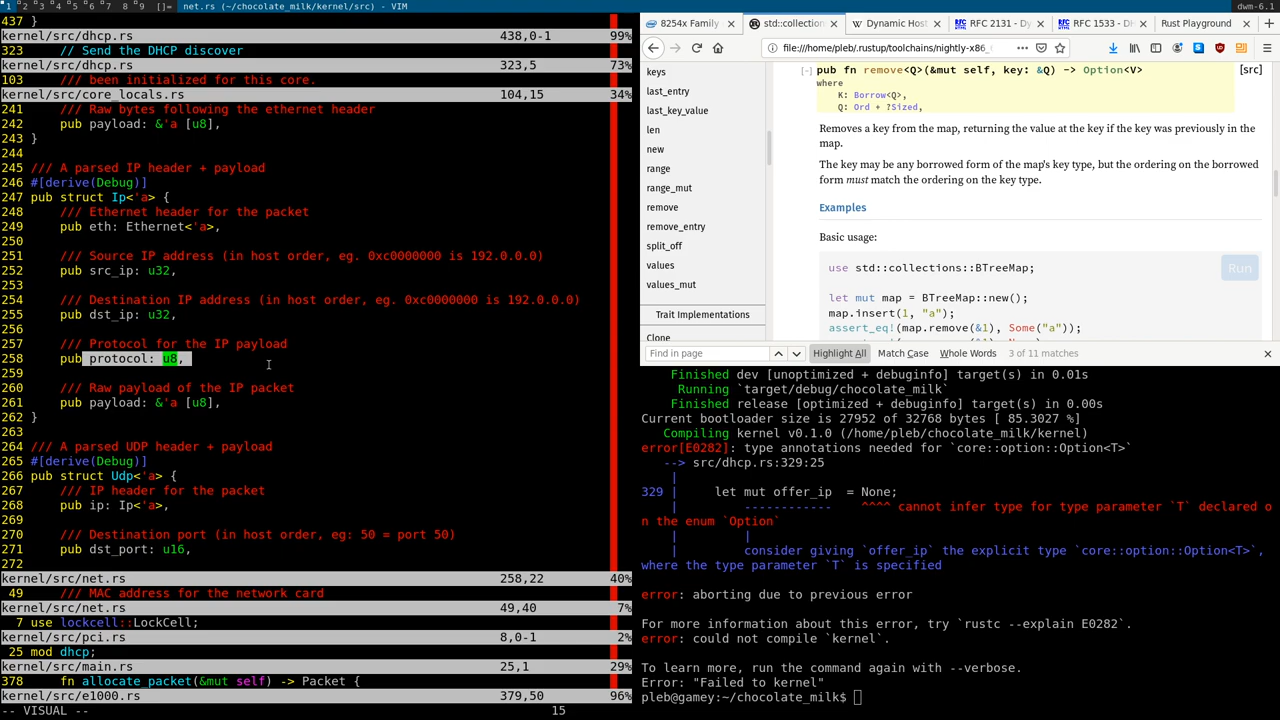 1 2 3 4 5 6 7 8 9 []= net.rs (~/chocolate_milk/kernel/src) - VIM
dwm-6.1
437 }
kernel/src/dhcp.rs 438,0-1 99%
323     // Send the DHCP discover
kernel/src/dhcp.rs 323,5 73%
103     /// been initialized for this core.
kernel/src/core_locals.rs 104,15 34%
241     /// Raw bytes following the ethernet header
242     pub payload: &'a [u8],
243 }
244
245 /// A parsed IP header + payload
246 #[derive(Debug)]
247 pub struct Ip<'a> {
248     /// Ethernet header for the packet
249     pub eth: Ethernet<'a>,
250
251     /// Source IP address (in host order, eg. 0xc0000000 is 192.0.0.0)
252     pub src_ip: u32,
253
254     /// Destination IP address (in host order, eg. 0xc0000000 is 192.0.0.0)
255     pub dst_ip: u32,
256
257     /// Protocol for the IP payload
258     pub protocol: u8,
259
260     /// Raw payload of the IP packet
261     pub payload: &'a [u8],
262 }
263
264 /// A parsed UDP header + payload
265 #[derive(Debug)]
266 pub struct Udp<'a> {
267     /// IP header for the packet
268     pub ip: Ip<'a>,
269
270     /// Destination port (in host order, eg: 50 = port 50)
271     pub dst_port: u16,
272
kernel/src/net.rs 258,22 40%
49     /// MAC address for the network card
kernel/src/net.rs 49,40 7%
7 use lockcell::LockCell;
kernel/src/pci.rs 8,0-1 2%
25 mod dhcp;
kernel/src/main.rs 25,1 29%
378     fn allocate_packet(&mut self) -> Packet {
kernel/src/e1000.rs 379,50 96%
-- VISUAL -- 15
8254x Family
std::collection
Dynamic Host
RFC 2131 - Dy
RFC 1533 - DH
Rust Playground
file:///home/pleb/.rustup/toolchains/nightly-x86_
keys
last_entry
last_key_value
len
new
range
range_mut
remove
remove_entry
split_off
values
values_mut
Trait Implementations
Clone
[-] pub fn remove<Q>(&mut self, key: &Q) -> Option<V> [src]
where
K: Borrow<Q>,
Q: Ord + ?Sized,
Removes a key from the map, returning the value at the key if the key was previously in the
map.
The key may be any borrowed form of the map's key type, but the ordering on the borrowed
form must match the ordering on the key type.
Examples
Basic usage:
Run
use std::collections::BTreeMap;
let mut map = BTreeMap::new();
map.insert(1, "a");
assert_eq!(map.remove(&1), Some("a"));
Find in page Highlight All Match Case Whole Words 3 of 11 matches
Finished dev [unoptimized + debuginfo] target(s) in 0.01s
Running `target/debug/chocolate_milk`
Finished release [optimized + debuginfo] target(s) in 0.00s
Current bootloader size is 27952 of 32768 bytes [ 85.3027 %]
Compiling kernel v0.1.0 (/home/pleb/chocolate_milk/kernel)
error[E0282]: type annotations needed for `core::option::Option<T>`
--> src/dhcp.rs:329:25
|
329 |     let mut offer_ip  = None;
|         ------------    ^^^^ cannot infer type for type parameter `T` declared o
n the enum `Option`
|         |
|         consider giving `offer_ip` the explicit type `core::option::Option<T>`,
where the type parameter `T` is specified
error: aborting due to previous error
For more information about this error, try `rustc --explain E0282`.
error: could not compile `kernel`.
To learn more, run the command again with --verbose.
Error: "Failed to kernel"
pleb@gamey:~/chocolate_milk$